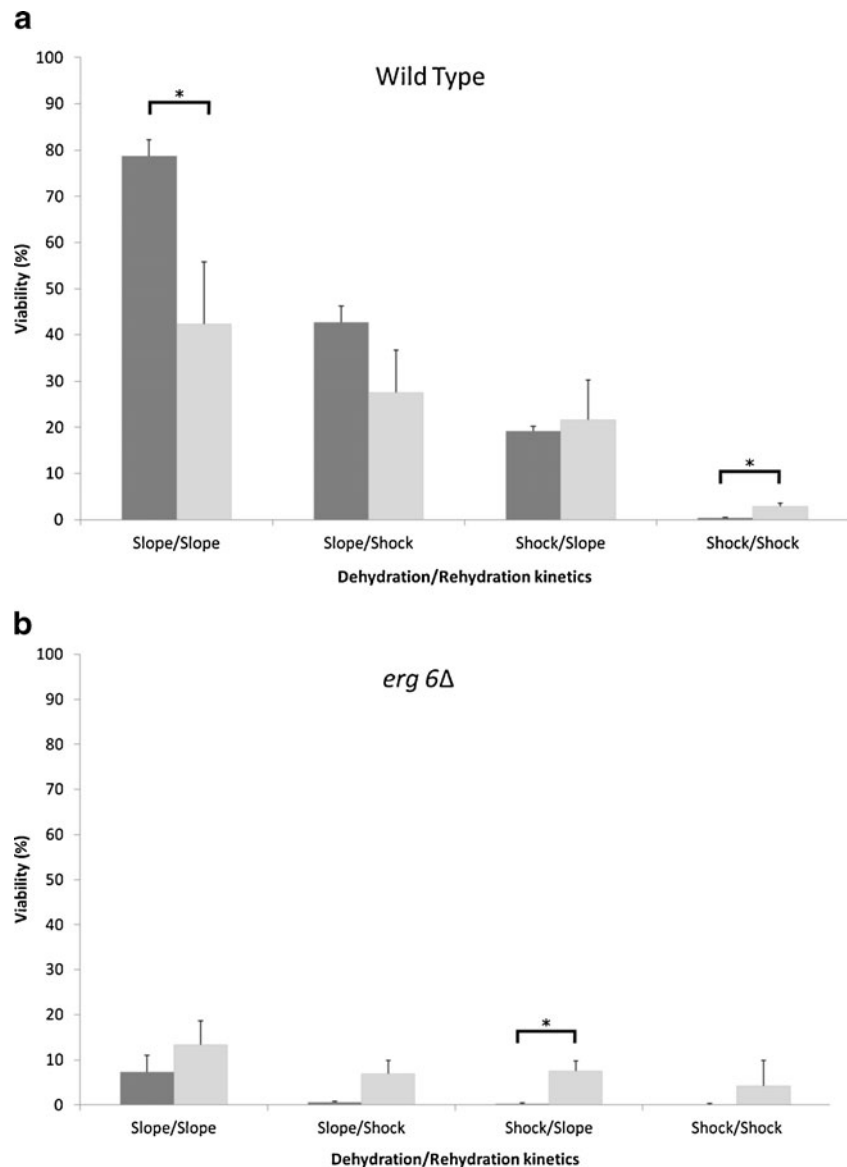 a
Wild Type
100
90
80
70
60
50
40
30
20
10
0
Viability (%)
*
*
Slope/Slope Slope/Shock Shock/Slope Shock/Shock
Dehydration/Rehydration kinetics
b
erg 6Δ
100
90
80
70
60
50
40
30
20
10
0
Viability (%)
*
Slope/Slope Slope/Shock Shock/Slope Shock/Shock
Dehydration/Rehydration kinetics